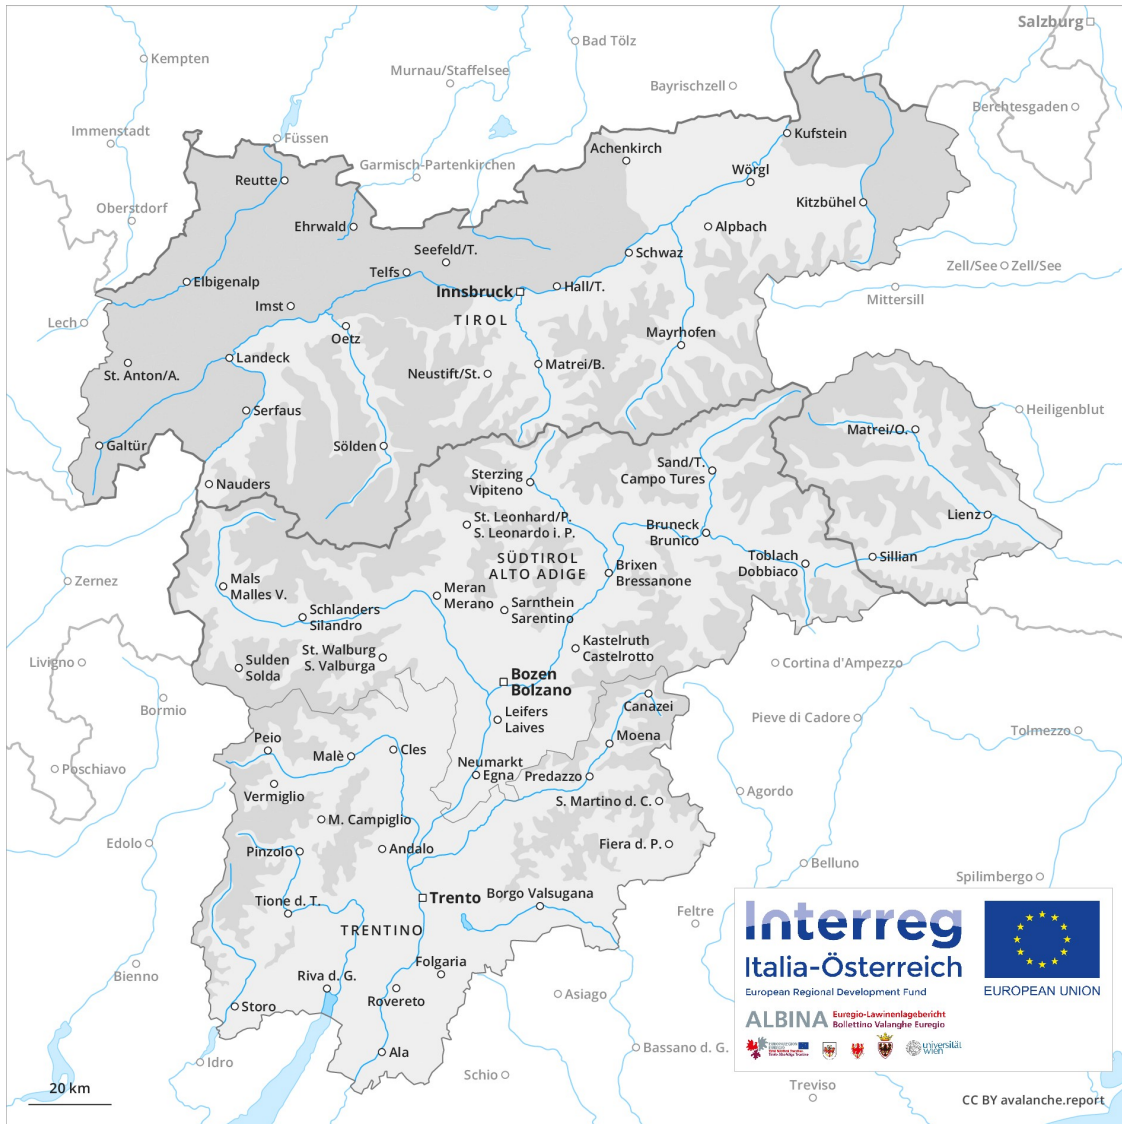 Salzburg
Bad Tölz
Kempten
Murnau/Staffelsee
Bayrischzell
Berchtesgaden
Immenstadt
Füssen
Kufstein
Achenkirch
Garmisch-Partenkirchen
Wörgl
Reutte
Kitzbühel
Oberstdorf
Ehrwald
Alpbach
Seefeld/T.
Schwaz
Telfs
Zell/See
Zell/See
Elbigenalp
Innsbruck
Hall/T.
Mittersill
Imst
TIROL
Lech
Oetz
Mayrhofen
Landeck
Matrei/B.
St. Anton/A.
Neustift/St.
Serfaus
Heiligenblut
Matrei/O.
Galtür
Sölden
Sand/T.
Campo Tures
Sterzing
Vipiteno
Nauders
St. Leonhard/P.
S. Leonardo i. P.
Lienz
Bruneck
Brunico
SÜDTIROL
ALTO ADIGE
Toblach
Dobbiaco
Sillian
Brixen
Bressanone
Zernez
Mals
Malles V.
Meran
Merano
Sarnthein
Sarentino
Schlanders
Silandro
Kastelruth
Castelrotto
St. Walburg
S. Valburga
Livigno
Sulden
Solda
Cortina d'Ampezzo
Bozen
Bolzano
Bormio
Canazei
Leifers
Laives
Pieve di Cadore
Tolmezzo
Moena
Peio
Cles
Malè
Neumarkt
Egna
Predazzo
Poschiavo
Vermiglio
Agordo
S. Martino d. C.
M. Campiglio
Edolo
Andalo
Fiera d. P.
Pinzolo
Belluno
Spilimbergo
Tione d. T.
Trento
Borgo Valsugana
Feltre
TRENTINO
Folgaria
Bienno
Riva d. G.
Rovereto
Asiago
Storo
Ala
Idro
Bassano d. G.
Schio
Treviso
20 km
Interreg
Italia-Österreich
European Regional Development Fund
EUROPEAN UNION
ALBINA
Euregio-Lawinenlagebericht
Bollettino Valanghe Euregio
universität
wien
CC BY avalanche.report